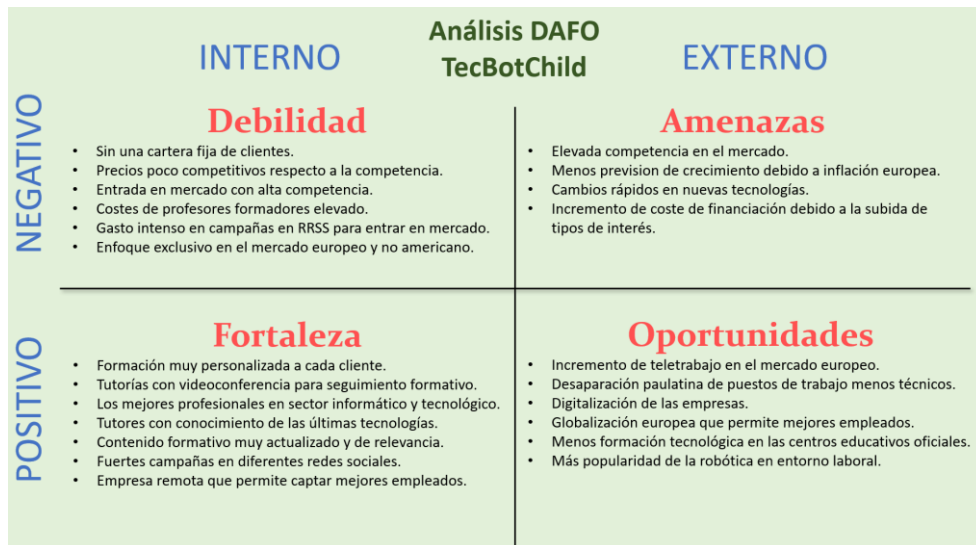 Análisis DAFO
TecBotChild
INTERNO
EXTERNO
NEGATIVO
Debilidad
• Sin una cartera fija de clientes.
• Precios poco competitivos respecto a la competencia.
• Entrada en mercado con alta competencia.
• Costes de profesores formadores elevado.
• Gasto intenso en campañas en RRSS para entrar en mercado.
• Enfoque exclusivo en el mercado europeo y no americano.
Amenazas
• Elevada competencia en el mercado.
• Menos prevision de crecimiento debido a inflación europea.
• Cambios rápidos en nuevas tecnologías.
• Incremento de coste de financiación debido a la subida de
tipos de interés.
POSITIVO
Fortaleza
• Formación muy personalizada a cada cliente.
• Tutorías con videoconferencia para seguimiento formativo.
• Los mejores profesionales en sector informático y tecnológico.
• Tutores con conocimiento de las últimas tecnologías.
• Contenido formativo muy actualizado y de relevancia.
• Fuertes campañas en diferentes redes sociales.
• Empresa remota que permite captar mejores empleados.
Oportunidades
• Incremento de teletrabajo en el mercado europeo.
• Desaparación paulatina de puestos de trabajo menos técnicos.
• Digitalización de las empresas.
• Globalización europea que permite mejores empleados.
• Menos formación tecnológica en las centros educativos oficiales.
• Más popularidad de la robótica en entorno laboral.